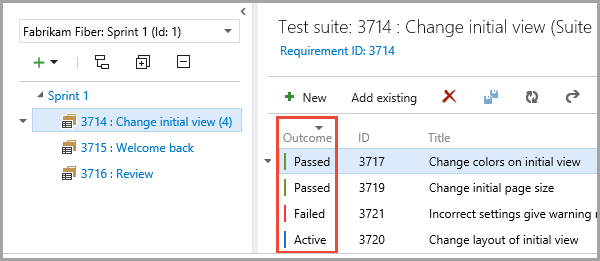 Fabrikam Fiber: Sprint 1 (Id: 1)
Sprint 1
3714 : Change initial view (4)
3715 : Welcome back
3716 : Review
Test suite: 3714 : Change initial view (Suite
Requirement ID: 3714
New Add existing
Outcome ID Title
Passed 3717 Change colors on initial view
Passed 3719 Change initial page size
Failed 3721 Incorrect settings give warning
Active 3720 Change layout of initial view